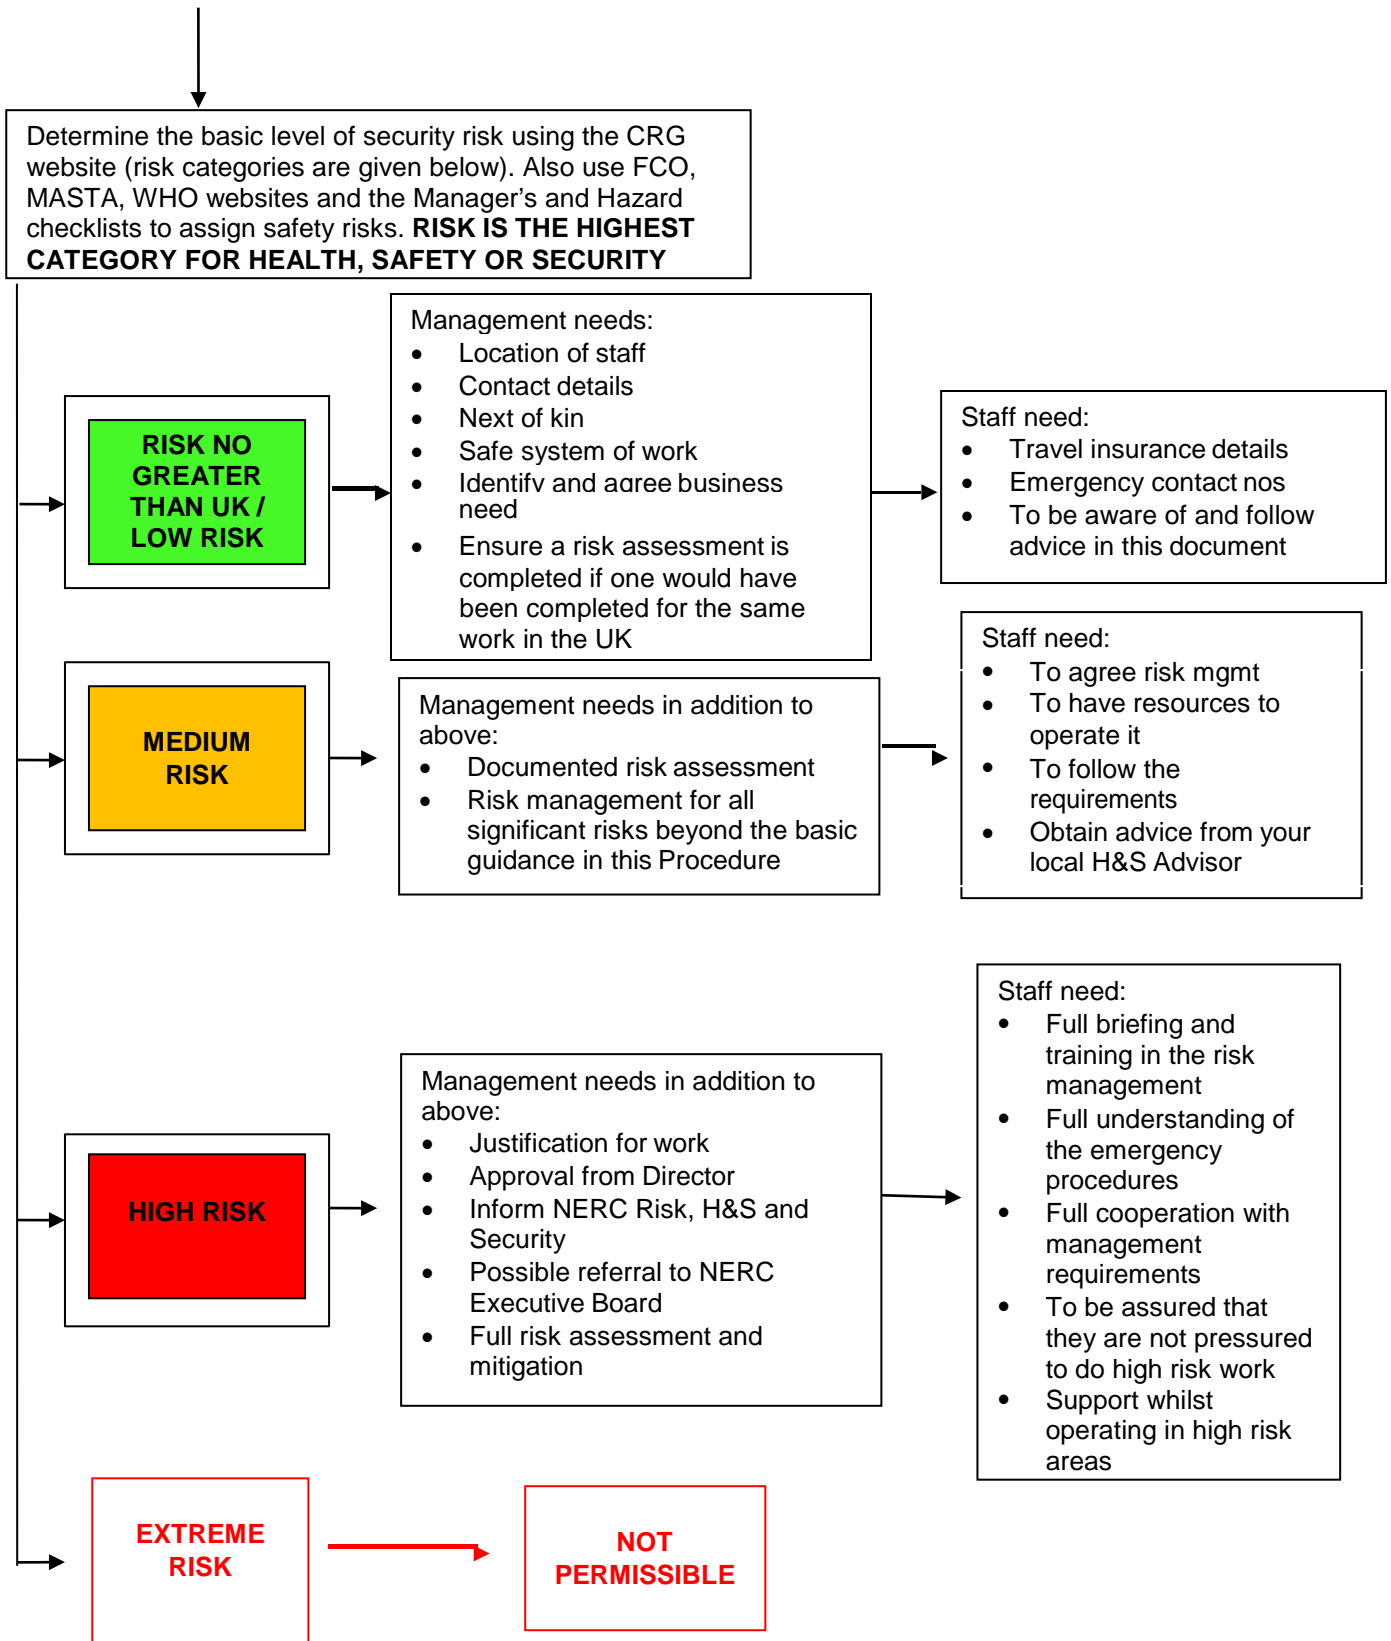 Determine the basic level of security risk using the CRG
website (risk categories are given below). Also use FCO,
MASTA, WHO websites and the Manager's and Hazard
checklists to assign safety risks. RISK IS THE HIGHEST
CATEGORY FOR HEALTH, SAFETY OR SECURITY
RISK NO
GREATER
THAN UK /
LOW RISK
Management needs:
• Location of staff
• Contact details
• Next of kin
• Safe system of work
• Identify and agree business
need
• Ensure a risk assessment is
completed if one would have
been completed for the same
work in the UK
Staff need:
• Travel insurance details
• Emergency contact nos
• To be aware of and follow
advice in this document
MEDIUM
RISK
Management needs in addition to
above:
• Documented risk assessment
• Risk management for all
significant risks beyond the basic
guidance in this Procedure
Staff need:
• To agree risk mgmt
• To have resources to
operate it
• To follow the
requirements
• Obtain advice from your
local H&S Advisor
HIGH RISK
Management needs in addition to
above:
• Justification for work
• Approval from Director
• Inform NERC Risk, H&S and
Security
• Possible referral to NERC
Executive Board
• Full risk assessment and
mitigation
Staff need:
• Full briefing and
training in the risk
management
• Full understanding of
the emergency
procedures
• Full cooperation with
management
requirements
• To be assured that
they are not pressured
to do high risk work
• Support whilst
operating in high risk
areas
EXTREME
RISK
NOT
PERMISSIBLE